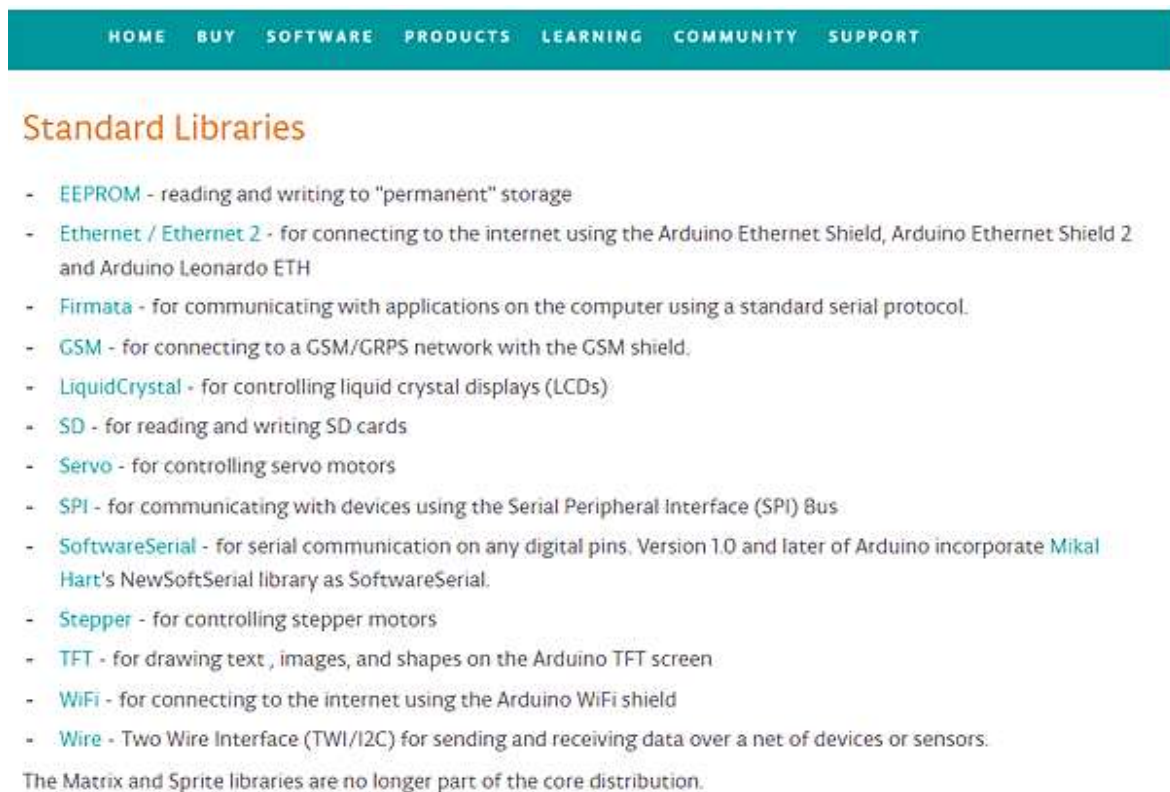 HOME BUY SOFTWARE PRODUCTS LEARNING COMMUNITY SUPPORT
Standard Libraries
- EEPROM - reading and writing to "permanent" storage
- Ethernet / Ethernet 2 - for connecting to the internet using the Arduino Ethernet Shield, Arduino Ethernet Shield 2
and Arduino Leonardo ETH
- Firmata - for communicating with applications on the computer using a standard serial protocol.
- GSM - for connecting to a GSM/GRPS network with the GSM shield.
- LiquidCrystal - for controlling liquid crystal displays (LCDs)
- SD - for reading and writing SD cards
- Servo - for controlling servo motors
- SPI - for communicating with devices using the Serial Peripheral Interface (SPI) Bus
- SoftwareSerial - for serial communication on any digital pins. Version 1.0 and later of Arduino incorporate Mikal
Hart's NewSoftSerial library as SoftwareSerial.
- Stepper - for controlling stepper motors
- TFT - for drawing text , images, and shapes on the Arduino TFT screen
- WiFi - for connecting to the internet using the Arduino WiFi shield
- Wire - Two Wire Interface (TWI/I2C) for sending and receiving data over a net of devices or sensors.
The Matrix and Sprite libraries are no longer part of the core distribution.